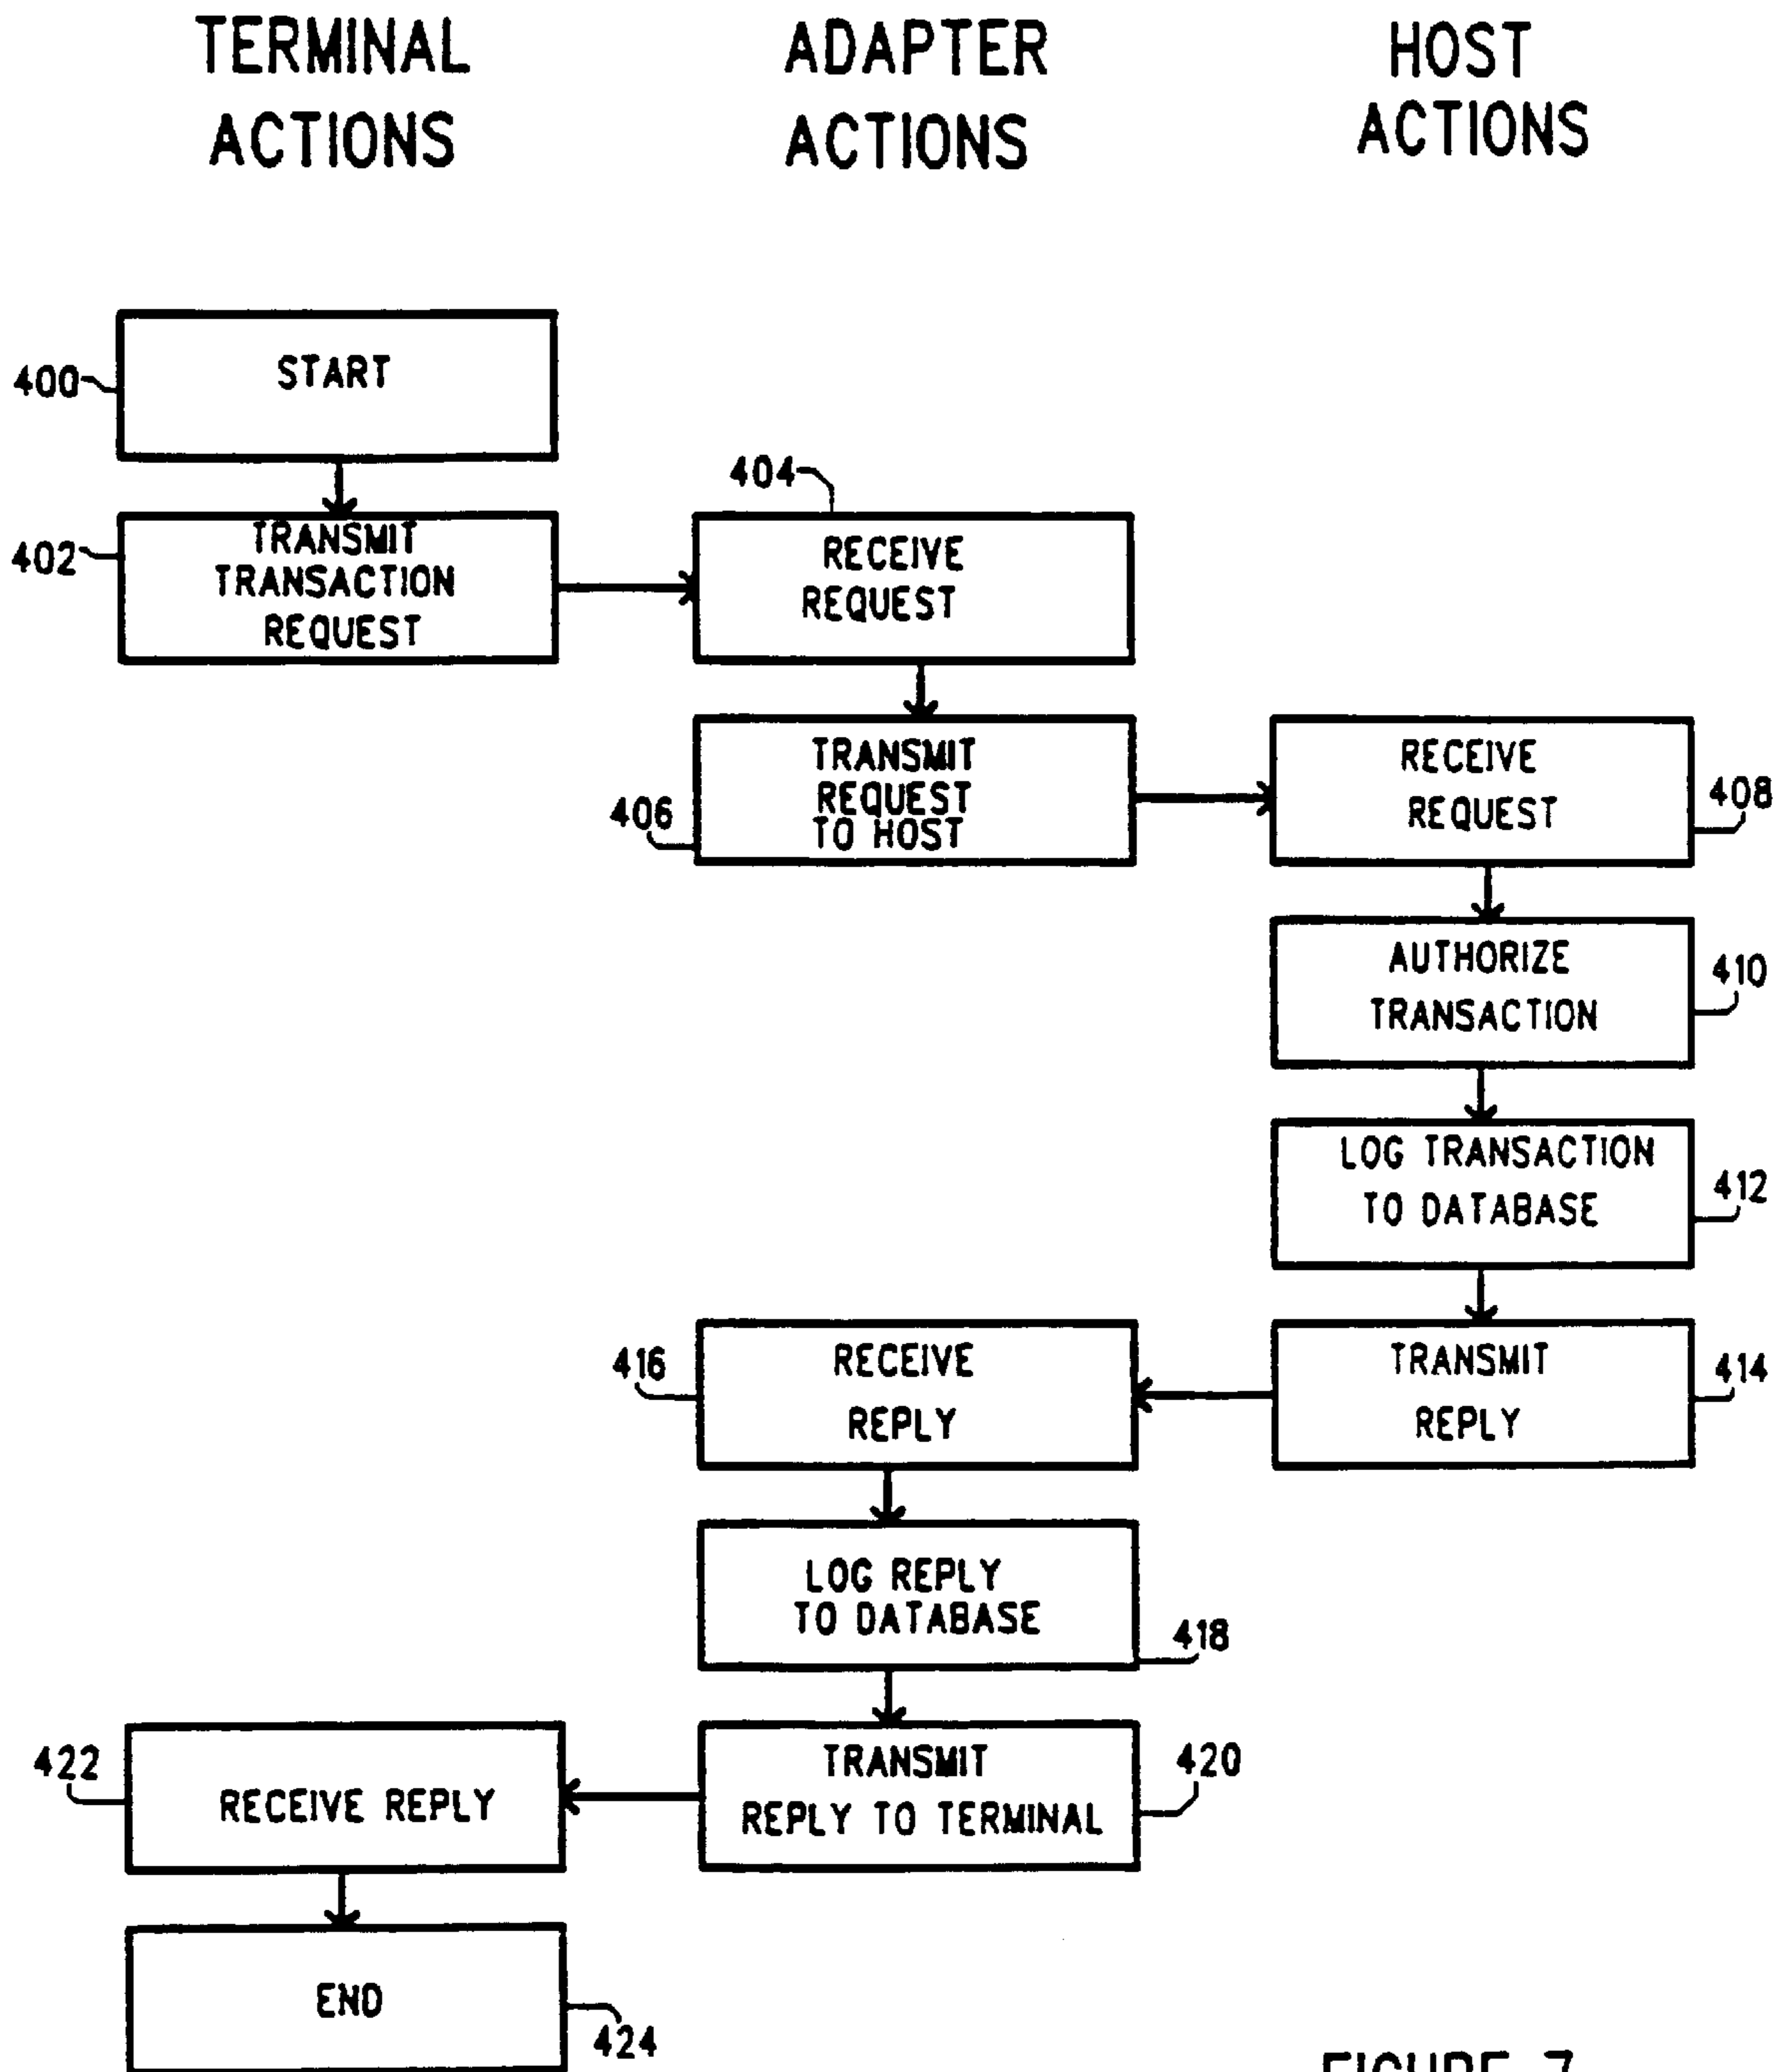 TERMINAL
ACTIONS
ADAPTER
ACTIONS
HOST
ACTIONS
400
START
402
TRANSMIT
TRANSACTION
REQUEST
404
RECEIVE
REQUEST
406
TRANSMIT
REQUEST
TO HOST
RECEIVE
REQUEST
408
AUTHORIZE
TRANSACTION
410
LOG TRANSACTION
TO DATABASE
412
TRANSMIT
REPLY
414
416
RECEIVE
REPLY
LOG REPLY
TO DATABASE
418
TRANSMIT
REPLY TO TERMINAL
420
422
RECEIVE REPLY
END
424
FIGURE 7